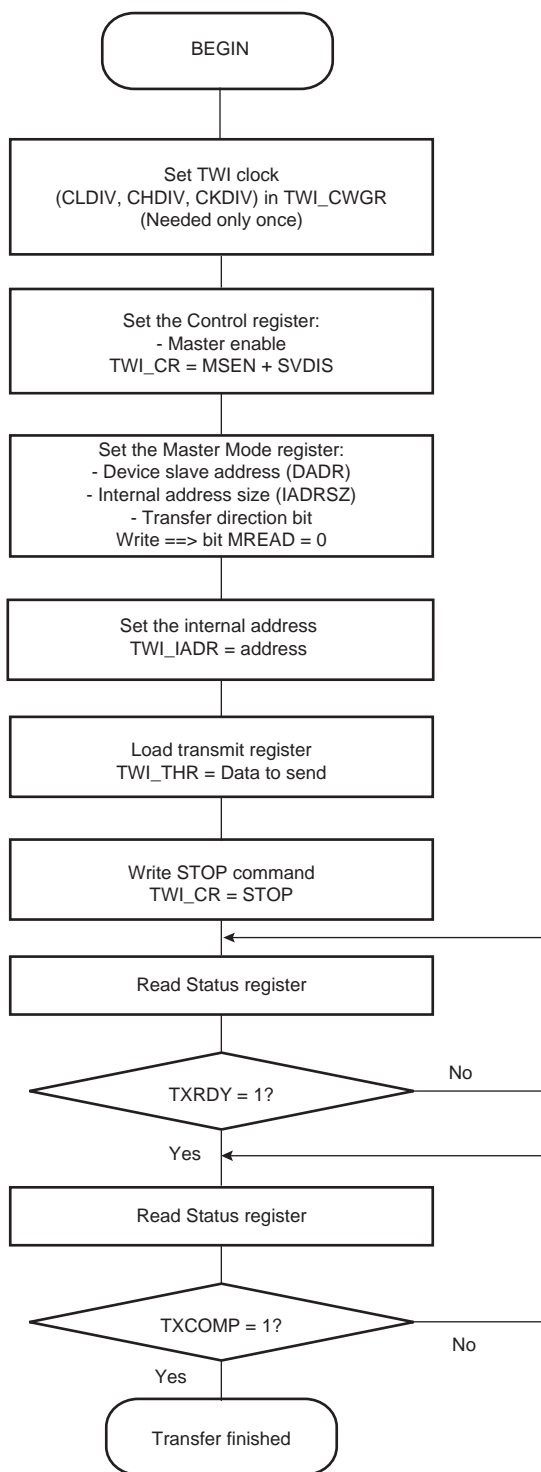 BEGIN
Set TWI clock
(CLDIV, CHDIV, CKDIV) in TWI_CWGR
(Needed only once)
Set the Control register:
- Master enable
TWI_CR = MSEN + SVDIS
Set the Master Mode register:
- Device slave address (DADR)
- Internal address size (IADRSZ)
- Transfer direction bit
Write ==> bit MREAD = 0
Set the internal address
TWI_IADR = address
Load transmit register
TWI_THR = Data to send
Write STOP command
TWI_CR = STOP
Read Status register
TXRDY = 1?
No
Yes
Read Status register
TXCOMP = 1?
No
Yes
Transfer finished